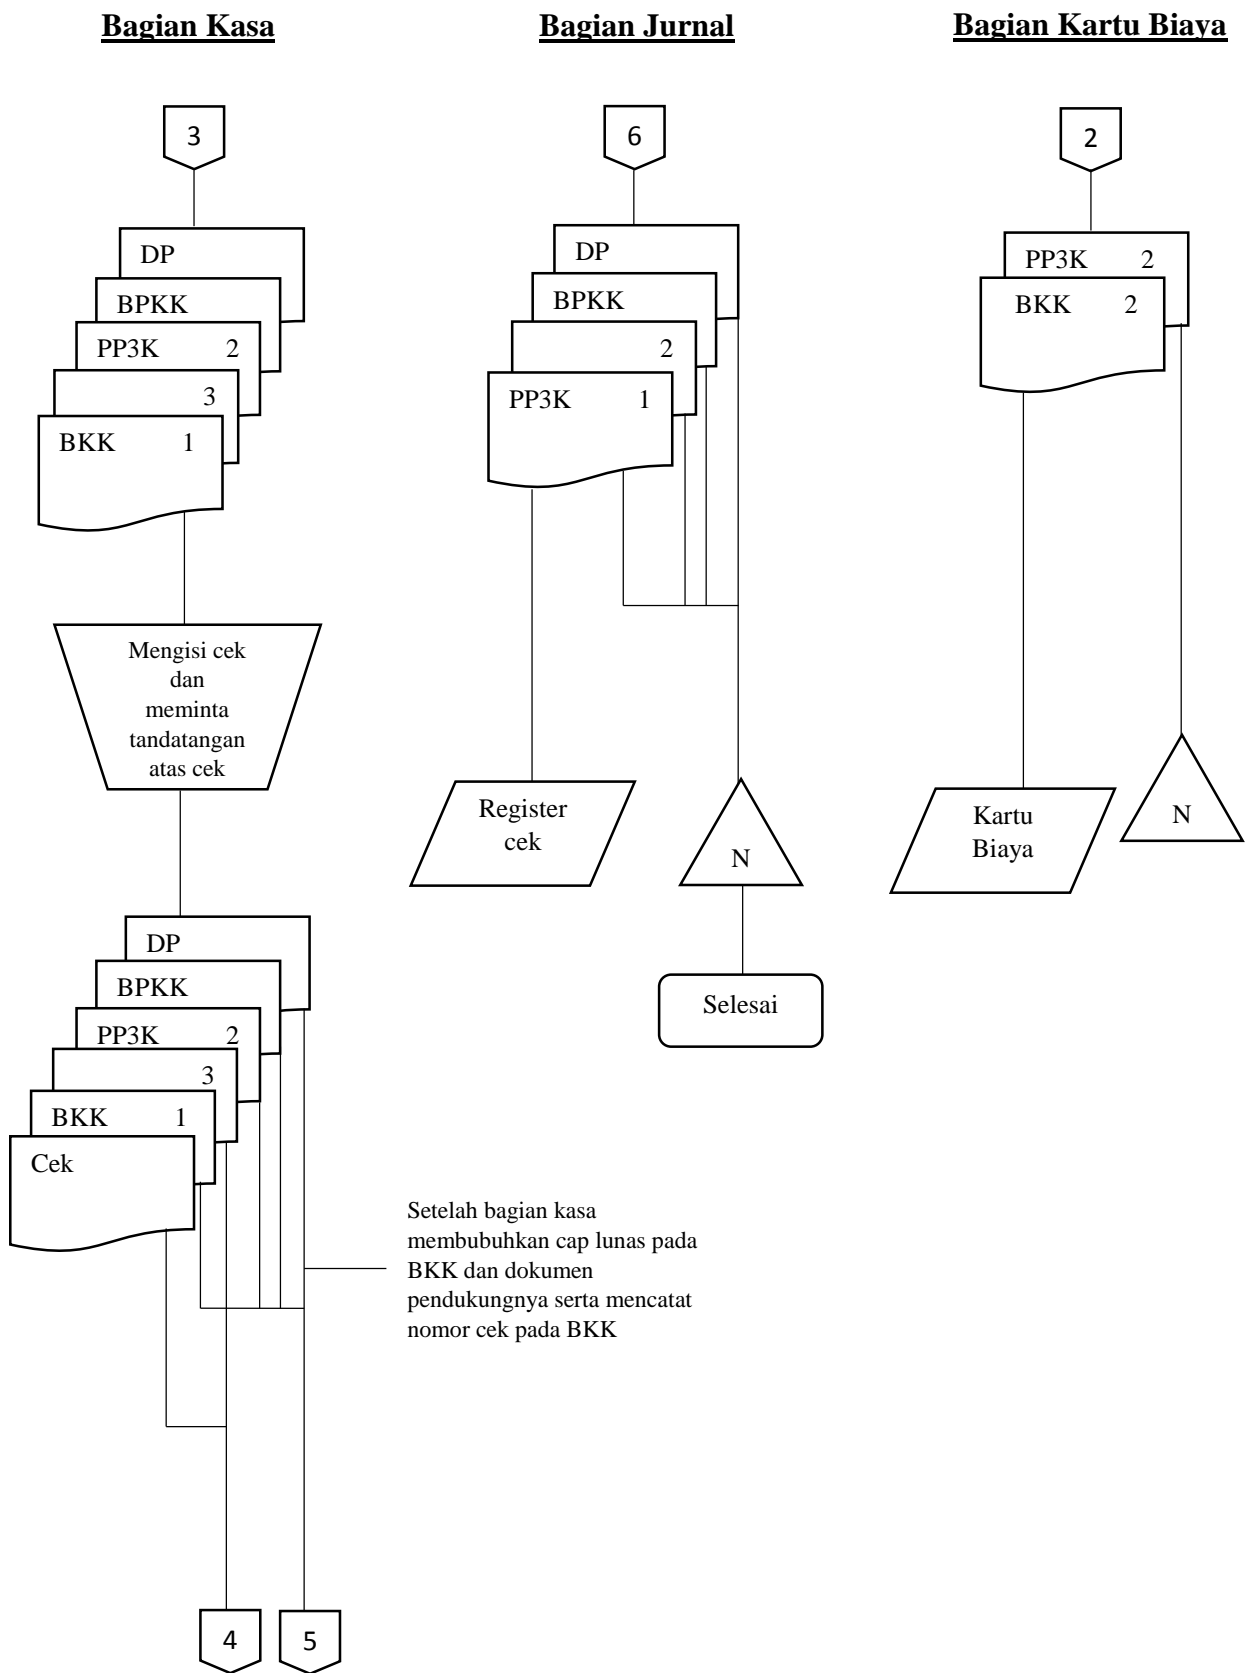 Bagian Kasa
3
DP
BPKK
PP3K 2
3
BKK 1
Mengisi cek
dan
meminta
tandatangan
atas cek
DP
BPKK
PP3K 2
3
BKK 1
Cek
Setelah bagian kasa
membubuhkan cap lunas pada
BKK dan dokumen
pendukungnya serta mencatat
nomor cek pada BKK
4
5
Bagian Jurnal
6
DP
BPKK
2
PP3K 1
Register
cek
N
Selesai
Bagian Kartu Biaya
2
PP3K 2
BKK 2
Kartu
Biaya
N